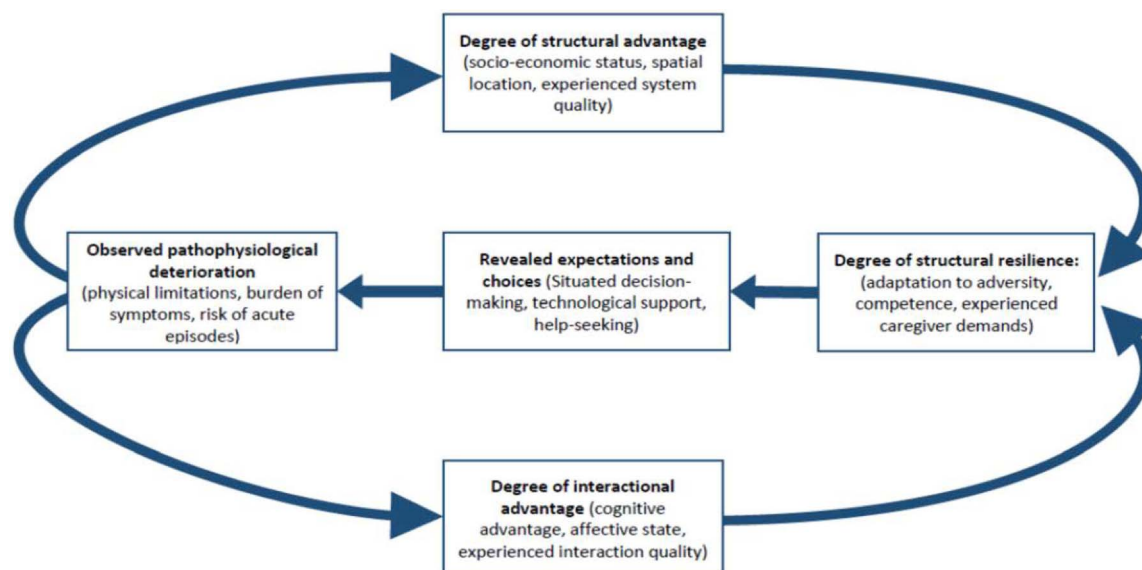 Degree of structural advantage
(socio-economic status, spatial
location, experienced system
quality)
Observed pathophysiological
deterioration
(physical limitations, burden of
symptoms, risk of acute
episodes)
Revealed expectations and
choices (Situated decision-
making, technological support,
help-seeking)
Degree of structural resilience:
(adaptation to adversity,
competence, experienced
caregiver demands)
Degree of interactional
advantage (cognitive
advantage, affective state,
experienced interaction quality)